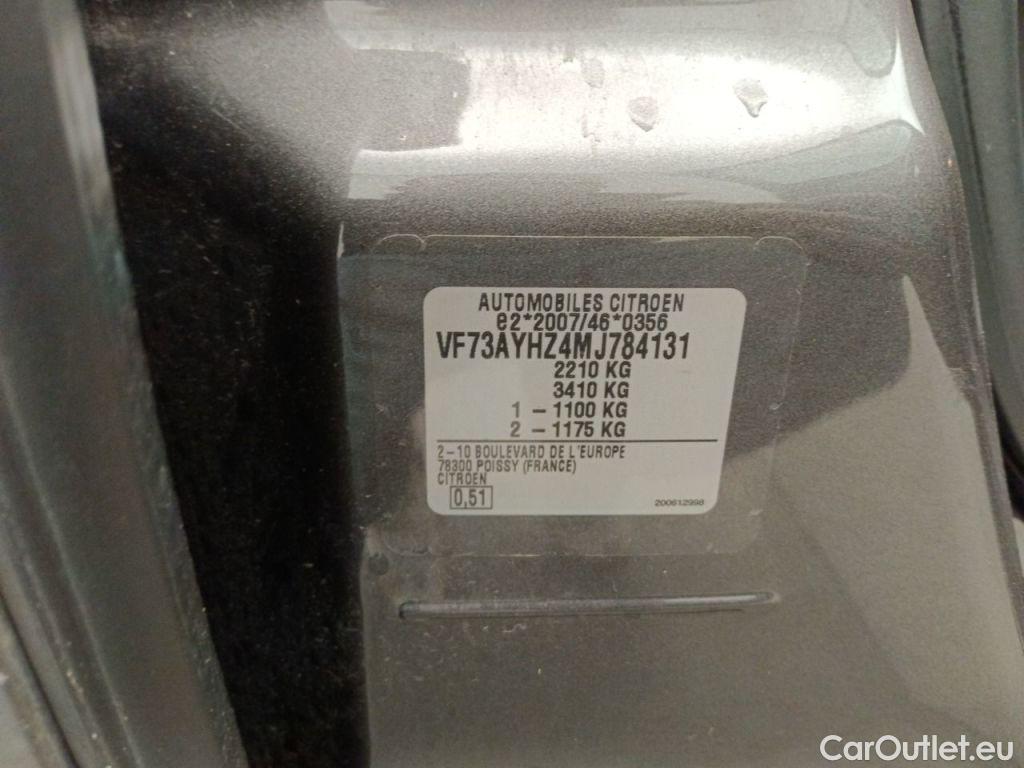 AUTOMOBILES CITROEN
e2*2007/46*0356
VF73AYHZ4MJ784131
2210 KG
3410 KG
1 - 1100 KG
2 - 1175 KG
2-10 BOULEVARD DE L'EUROPE
78300 POISSY (FRANCE)
CITROEN
0,51
200612998
CarOutlet.eu